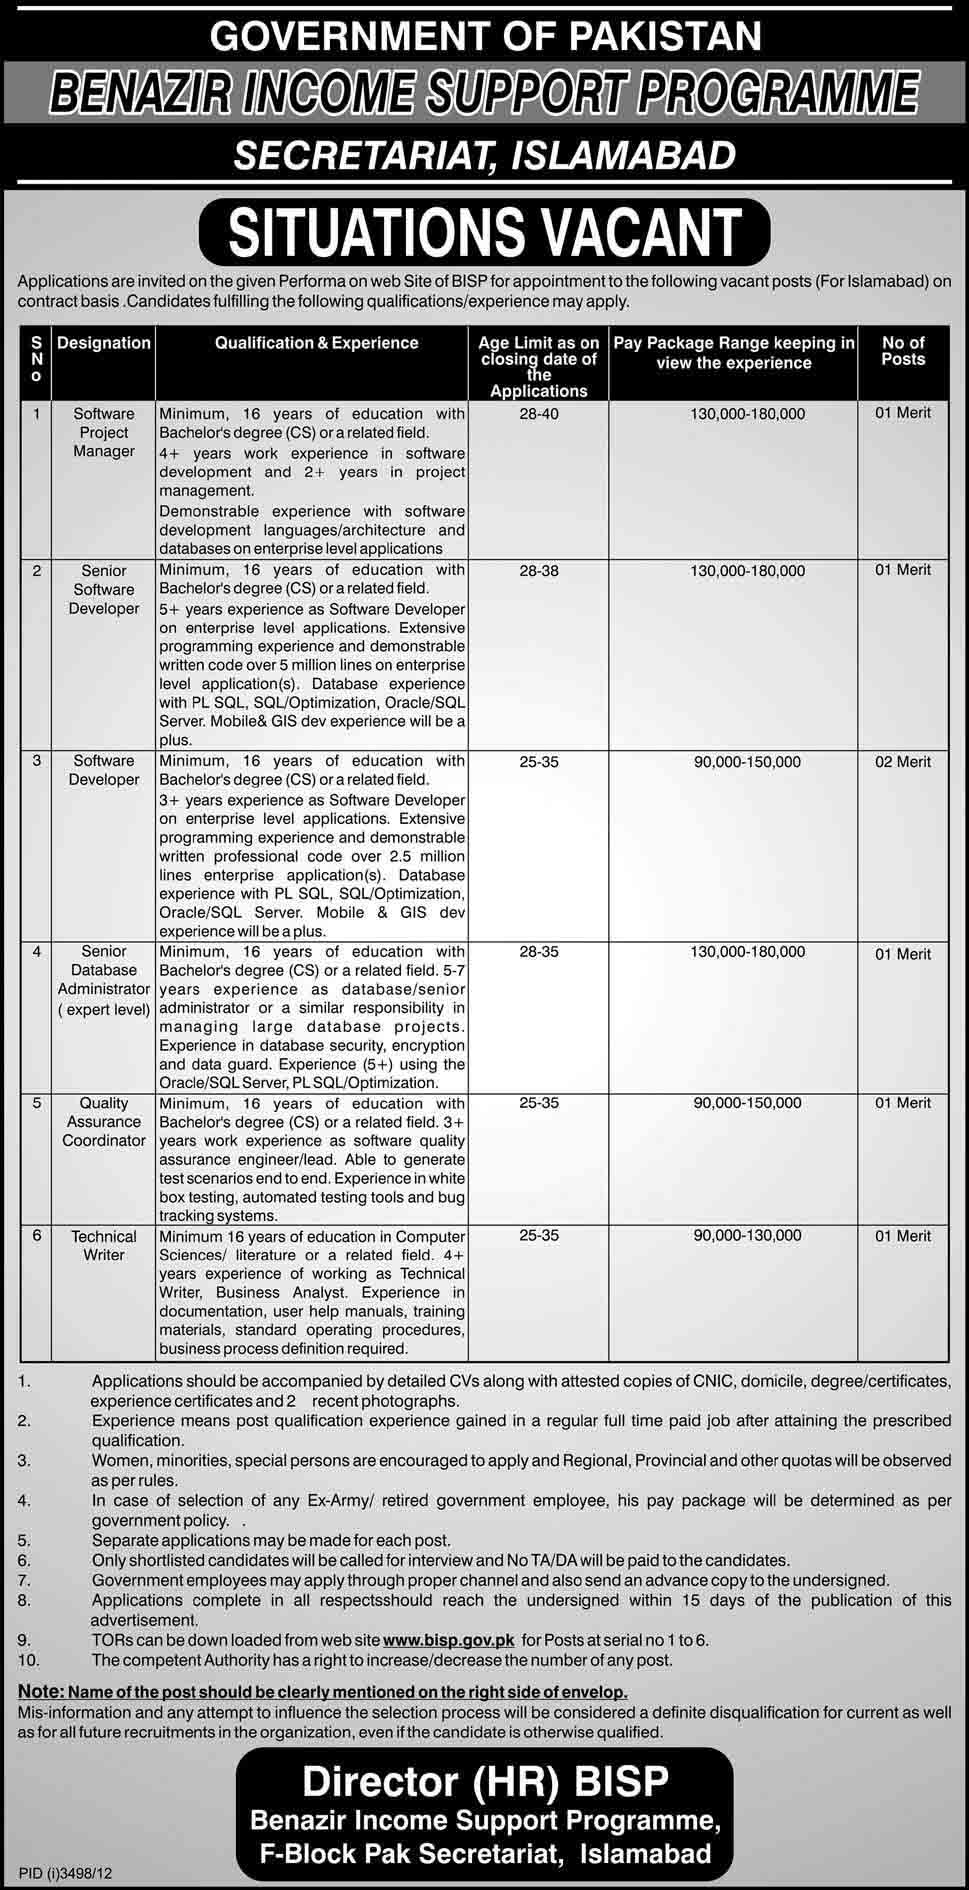 GOVERNMENT OF PAKISTAN
BENAZIR INCOME SUPPORT PROGRAMME
SECRETARIAT, ISLAMABAD
SITUATIONS VACANT
Applications are invited on the given Performa on web Site of BISP for appointment to the following vacant posts (For Islamabad) on
contract basis .Candidates fulfilling the following qualifications/experience may apply.
S N o
Designation
Qualification & Experience
Age Limit as on
closing date of
the
Applications
Pay Package Range keeping in
view the experience
No of
Posts
1
Software
Project
Manager
Minimum, 16 years of education with
Bachelor's degree (CS) or a related field.
4+ years work experience in software
development and 2+ years in project
management.
Demonstrable experience with software
development languages/architecture and
databases on enterprise level applications
28-40
130,000-180,000
01 Merit
2
Senior
Software
Developer
Minimum, 16 years of education with
Bachelor's degree (CS) or a related field.
5+ years experience as Software Developer
on enterprise level applications. Extensive
programming experience and demonstrable
written code over 5 million lines on enterprise
level application(s). Database experience
with PL SQL, SQL/Optimization, Oracle/SQL
Server. Mobile& GIS dev experience will be a
plus.
28-38
130,000-180,000
01 Merit
3
Software
Developer
Minimum, 16 years of education with
Bachelor's degree (CS) or a related field.
3+ years experience as Software Developer
on enterprise level applications. Extensive
programming experience and demonstrable
written professional code over 2.5 million
lines enterprise application(s). Database
experience with PL SQL, SQL/Optimization,
Oracle/SQL Server. Mobile & GIS dev
experience will be a plus.
25-35
90,000-150,000
02 Merit
4
Senior
Database
Administrator
( expert level)
Minimum, 16 years of education with
Bachelor's degree (CS) or a related field. 5-7
years experience as database/senior
administrator or a similar responsibility in
managing large database projects.
Experience in database security, encryption
and data guard. Experience (5+) using the
Oracle/SQL Server, PL SQL/Optimization.
28-35
130,000-180,000
01 Merit
5
Quality
Assurance
Coordinator
Minimum, 16 years of education with
Bachelor's degree (CS) or a related field. 3+
years work experience as software quality
assurance engineer/lead. Able to generate
test scenarios end to end. Experience in white
box testing, automated testing tools and bug
tracking systems.
25-35
90,000-150,000
01 Merit
6
Technical
Writer
Minimum 16 years of education in Computer
Sciences/ literature or a related field. 4+
years experience of working as Technical
Writer, Business Analyst. Experience in
documentation, user help manuals, training
materials, standard operating procedures,
business process definition required.
25-35
90,000-130,000
01 Merit
1. Applications should be accompanied by detailed CVs along with attested copies of CNIC, domicile, degree/certificates,
experience certificates and 2 recent photographs.
2. Experience means post qualification experience gained in a regular full time paid job after attaining the prescribed
qualification.
3. Women, minorities, special persons are encouraged to apply and Regional, Provincial and other quotas will be observed
as per rules.
4. In case of selection of any Ex-Army/ retired government employee, his pay package will be determined as per
government policy. .
5. Separate applications may be made for each post.
6. Only shortlisted candidates will be called for interview and No TA/DA will be paid to the candidates.
7. Government employees may apply through proper channel and also send an advance copy to the undersigned.
8. Applications complete in all respectsshould reach the undersigned within 15 days of the publication of this
advertisement.
9. TORs can be down loaded from web site www.bisp.gov.pk for Posts at serial no 1 to 6.
10. The competent Authority has a right to increase/decrease the number of any post.
Note: Name of the post should be clearly mentioned on the right side of envelop.
Mis-information and any attempt to influence the selection process will be considered a definite disqualification for current as well
as for all future recruitments in the organization, even if the candidate is otherwise qualified.
Director (HR) BISP
Benazir Income Support Programme,
F-Block Pak Secretariat, Islamabad
PID (i)3498/12